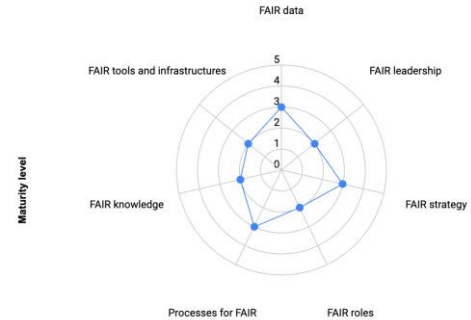 FAIR data
5
FAIR tools and infrastructures
FAIR leadership
4
3
2
1
0
Maturity level
FAIR knowledge
FAIR strategy
Processes for FAIR
FAIR roles